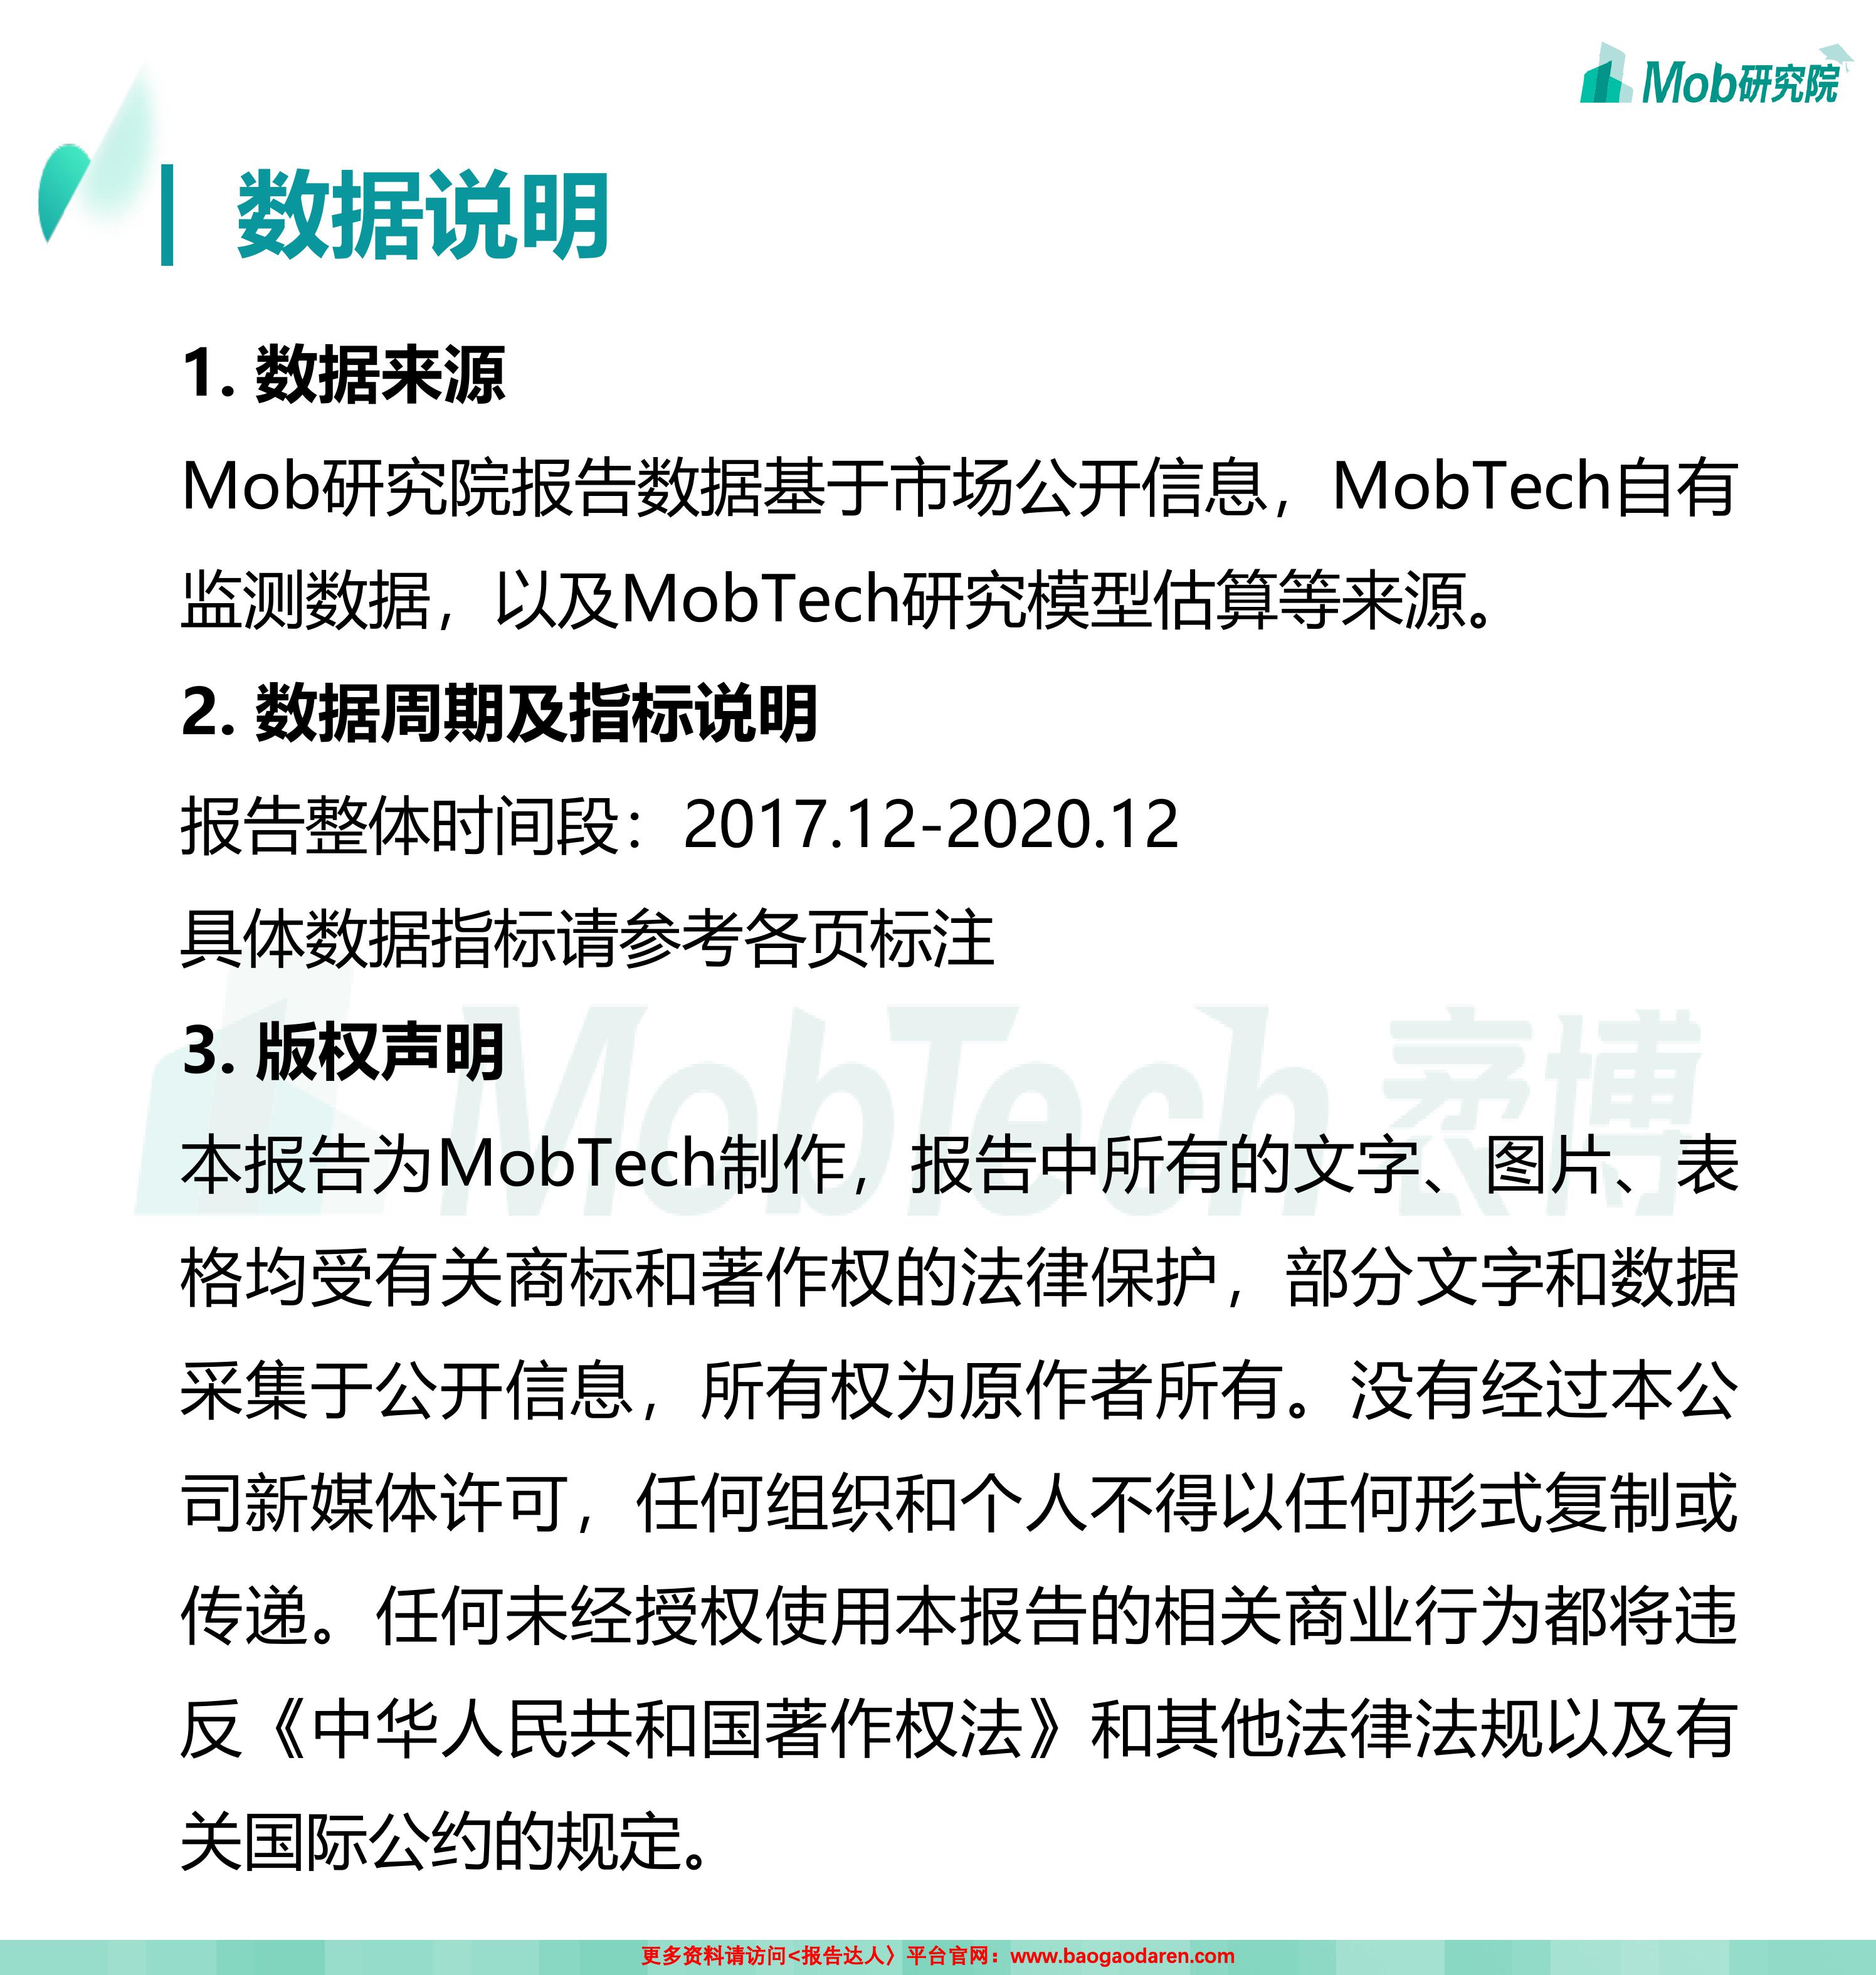 Mob研究院
数据说明
1. 数据来源
Mob研究院报告数据基于市场公开信息，MobTech自有
监测数据，以及MobTech研究模型估算等来源。
2. 数据周期及指标说明
报告整体时间段：2017.12-2020.12
具体数据指标请参考各页标注
3. 版权声明
MobTech 袤博
本报告为MobTech制作，报告中所有的文字、图片、表
格均受有关商标和著作权的法律保护，部分文字和数据
采集于公开信息，所有权为原作者所有。没有经过本公
司新媒体许可，任何组织和个人不得以任何形式复制或
传递。任何未经授权使用本报告的相关商业行为都将违
反《中华人民共和国著作权法》和其他法律法规以及有
关国际公约的规定。
更多资料请访问<报告达人〉平台官网：www.baogaodaren.com